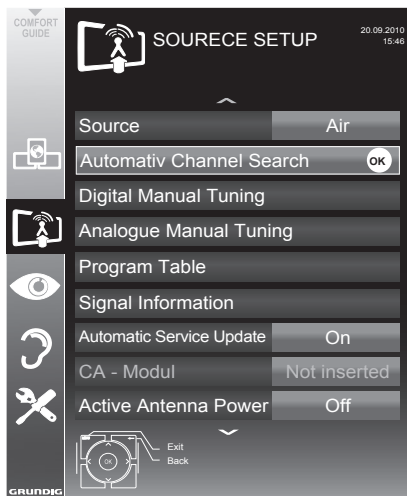 COMFORT
GUIDE
SOURECE SETUP
20.09.2010
15:46
Source Air
Automativ Channel Search OK
Digital Manual Tuning
Analogue Manual Tuning
Program Table
Signal Information
Automatic Service Update On
CA - Modul Not inserted
Active Antenna Power Off
Exit
OK Back
GRUNDIG